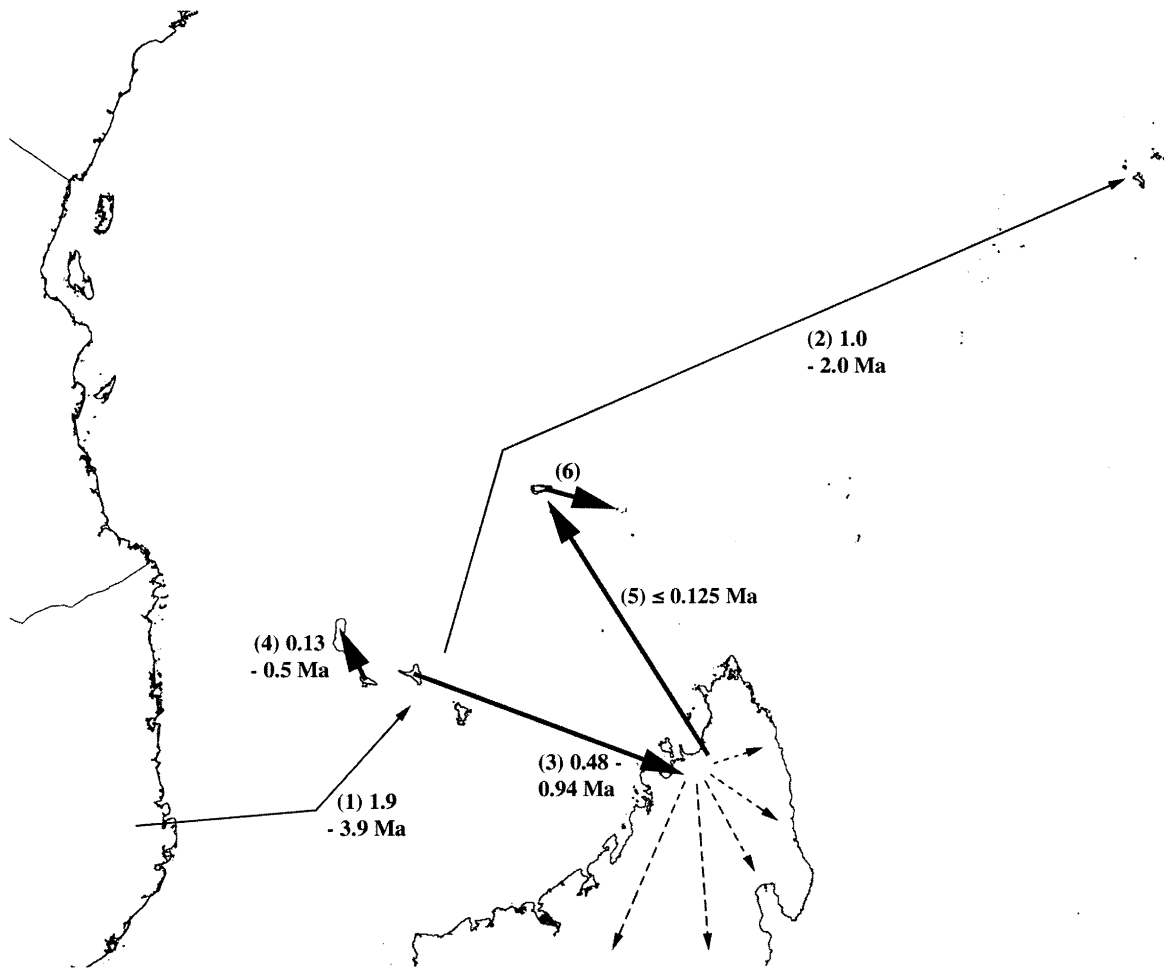 (2) 1.0
- 2.0 Ma
(6)
(5) ≤ 0.125 Ma
(4) 0.13
- 0.5 Ma
(3) 0.48 -
0.94 Ma
(1) 1.9
- 3.9 Ma